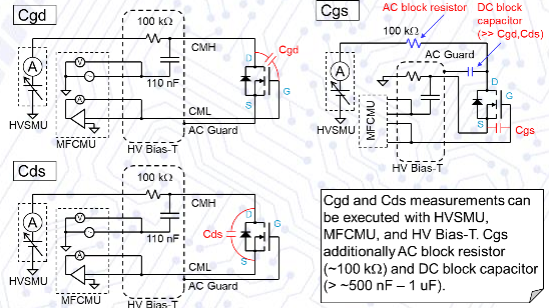 Cgd
100 kΩ
CMH
D
Cgd
A
V
110 nF
G
A
S
HVSMU
MFCMU
CML
AC Guard
HV Bias-T
Cgs
AC block resistor
DC block
capacitor
(>> Cgd,Cds)
100 kΩ
AC Guard
A
D
G
HVSMU
MFCMU
S
Cgs
HV Bias-T
Cds
100 kΩ
CMH
D
A
V
110 nF
Cds
G
A
S
HVSMU
MFCMU
CML
AC Guard
HV Bias-T
Cgd and Cds measurements can
be executed with HVSMU,
MFCMU, and HV Bias-T. Cgs
additionally AC block resistor
(~100 kΩ) and DC block capacitor
(> ~500 nF – 1 uF).